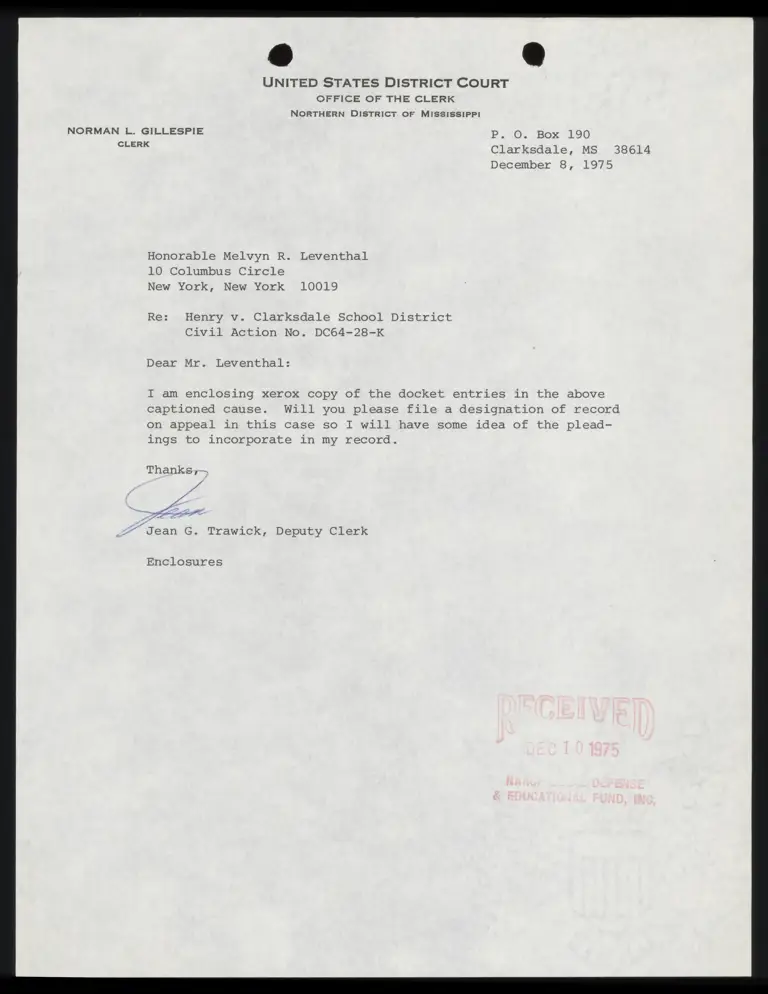 UNITED STATES DISTRICT COURT
OFFICE OF THE CLERK
NORTHERN DISTRICT OF MISSISSIPPI
NORMAN L. GILLESPIE
CLERK
P. O. Box 190
Clarksdale, MS  38614
December 8, 1975
Honorable Melvyn R. Leventhal
10 Columbus Circle
New York, New York  10019
Re:  Henry v. Clarksdale School District
Civil Action No. DC64-28-K
Dear Mr. Leventhal:
I am enclosing xerox copy of the docket entries in the above
captioned cause.  Will you please file a designation of record
on appeal in this case so I will have some idea of the plead-
ings to incorporate in my record.
Thanks,
Jean
Jean G. Trawick, Deputy Clerk
Enclosures
RECEIVED
DEC 10 1975
DEFENSE
& EDUCATIONAL FUND, INC.